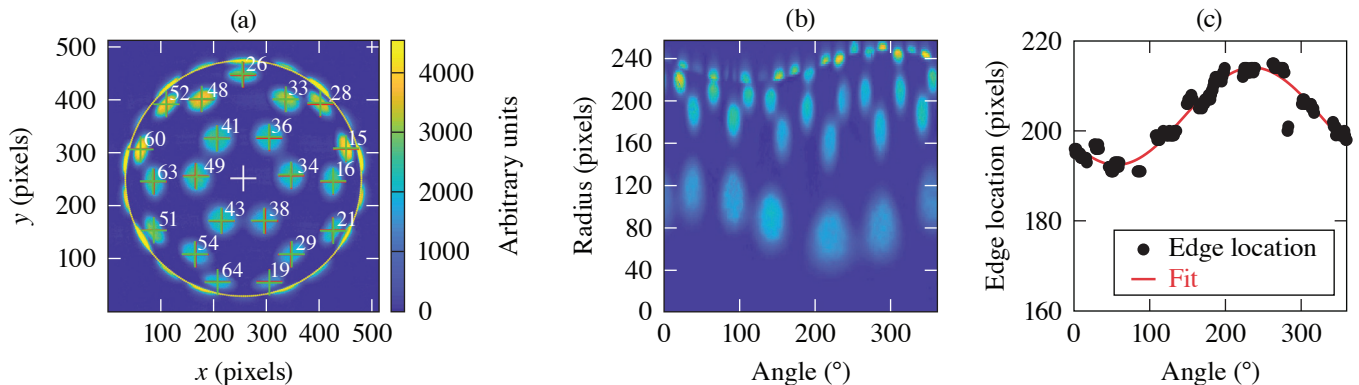 (a)
500
400
300
200
100
y (pixels)
100 200 300 400 500
x (pixels)
26
52 48 33 28
41 36
60 15
63 49 34 16
51 43 38 21
54 29
64 19
4000
3000
2000
1000
0
Arbitrary units
(b)
240
200
160
120
80
40
0
Radius (pixels)
0 100 200 300
Angle (°)
(c)
220
200
180
160
Edge location (pixels)
Edge location
Fit
0 100 200 300
Angle (°)